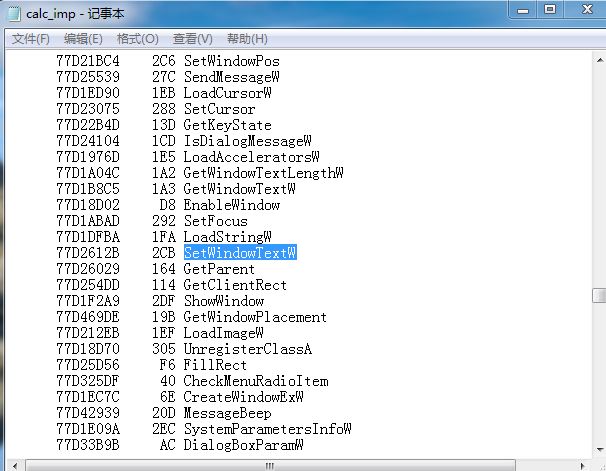 calc_imp - 记事本
文件(F) 编辑(E) 格式(O) 查看(V) 帮助(H)
77D21BC4 2C6 SetWindowPos
77D25539 27C SendMessageW
77D1ED90 1EB LoadCursorW
77D23075 288 SetCursor
77D22B4D 13D GetKeyState
77D24104 1CD IsDialogMessageW
77D1976D 1E5 LoadAcceleratorsW
77D1A04C 1A2 GetWindowTextLengthW
77D1B8C5 1A3 GetWindowTextW
77D18D02 D8 EnableWindow
77D1ABAD 292 SetFocus
77D1DFBA 1FA LoadStringW
77D2612B 2CB SetWindowTextW
77D26029 164 GetParent
77D254DD 114 GetClientRect
77D1F2A9 2DF ShowWindow
77D469DE 19B GetWindowPlacement
77D212EB 1EF LoadImageW
77D18D70 305 UnregisterClassA
77D25D56 F6 FillRect
77D325DF 40 CheckMenuRadioItem
77D1EC7C 6E CreateWindowExW
77D42939 20D MessageBeep
77D1E09A 2EC SystemParametersInfoW
77D33B9B AC DialogBoxParamW